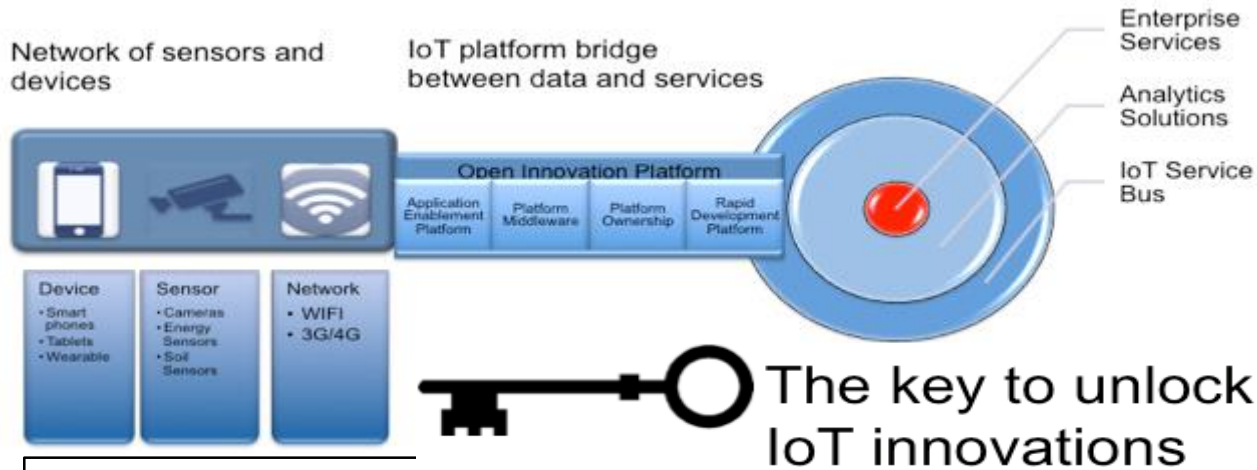 Network of sensors and
devices
IoT platform bridge
between data and services
Enterprise
Services
Analytics
Solutions
IoT Service
Bus
Open Innovation Platform
Application
Enablement
Platform
Platform
Middleware
Platform
Ownership
Rapid
Development
Platform
Device
• Smart
phones
• Tablets
• Wearable
Sensor
• Cameras
• Energy
Sensors
• Soil
Sensors
Network
• WIFI
• 3G/4G
The key to unlock
IoT innovations